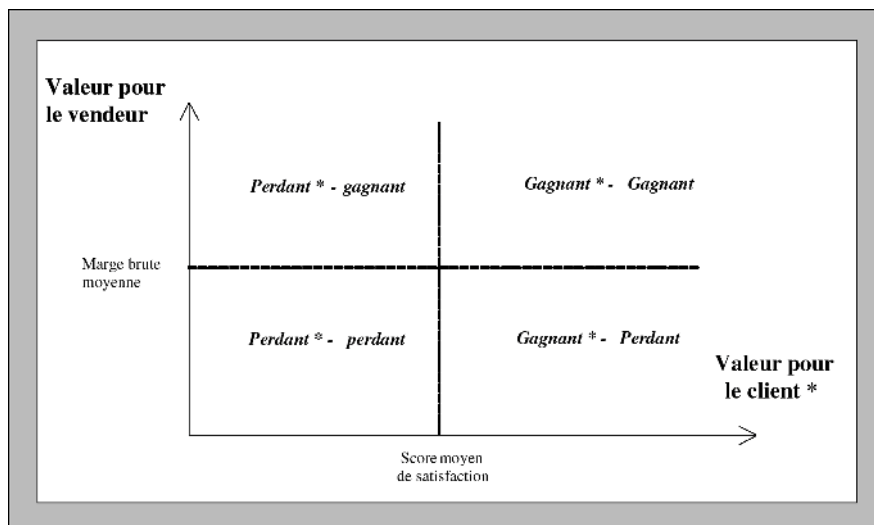 Valeur pour
le vendeur
Perdant * - gagnant
Gagnant * - Gagnant
Marge brute
moyenne
Perdant * - perdant
Gagnant * - Perdant
Valeur pour
le client *
Score moyen
de satisfaction